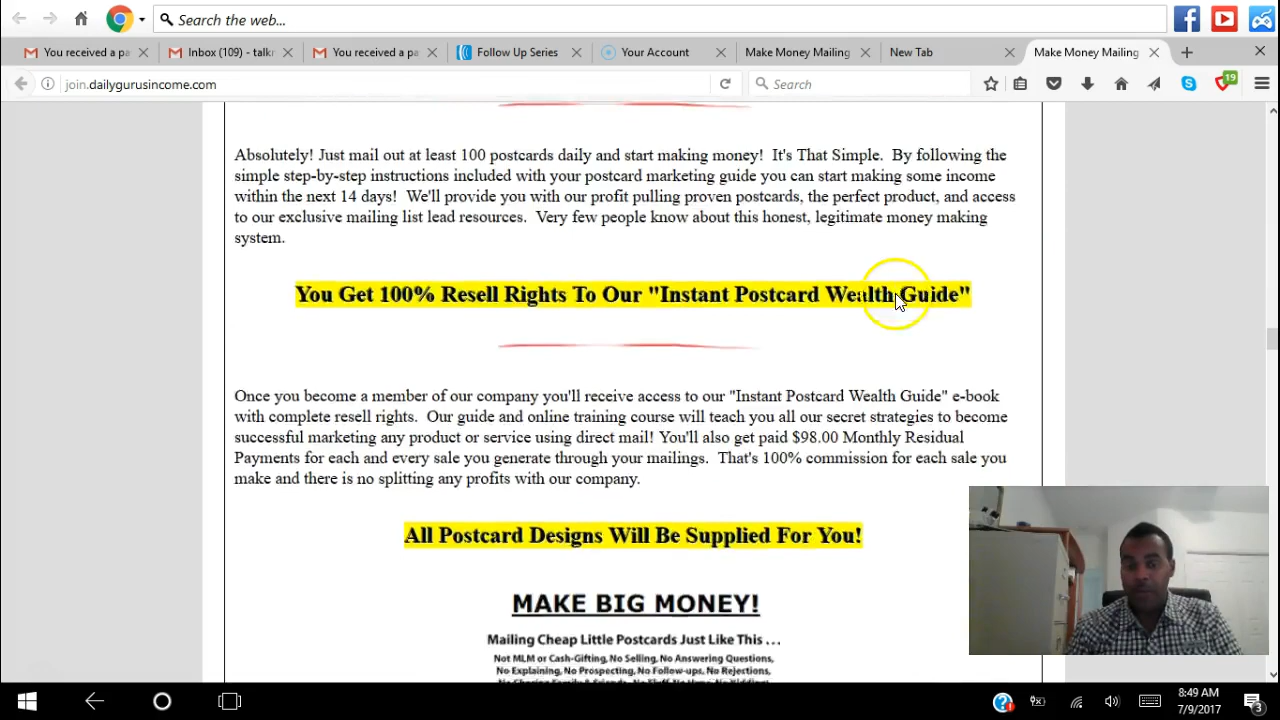 Search the web...
You received a pa
Inbox (109) - talkr
You received a pa
Follow Up Series
Your Account
Make Money Mailing
New Tab
Make Money Mailing
join.dailygurusincome.com
Search
19
Absolutely! Just mail out at least 100 postcards daily and start making money! It's That Simple. By following the
simple step-by-step instructions included with your postcard marketing guide you can start making some income
within the next 14 days! We'll provide you with our profit pulling proven postcards, the perfect product, and access
to our exclusive mailing list lead resources. Very few people know about this honest, legitimate money making
system.
You Get 100% Resell Rights To Our "Instant Postcard Wealth Guide"
Once you become a member of our company you'll receive access to our "Instant Postcard Wealth Guide" e-book
with complete resell rights. Our guide and online training course will teach you all our secret strategies to become
successful marketing any product or service using direct mail! You'll also get paid $98.00 Monthly Residual
Payments for each and every sale you generate through your mailings. That's 100% commission for each sale you
make and there is no splitting any profits with our company.
All Postcard Designs Will Be Supplied For You!
MAKE BIG MONEY!
Mailing Cheap Little Postcards Just Like This ...
Not MLM or Cash-Gifting, No Selling, No Answering Questions,
No Explaining, No Prospecting, No Follow-ups, No Rejections,
8:49 AM
7/9/2017
3